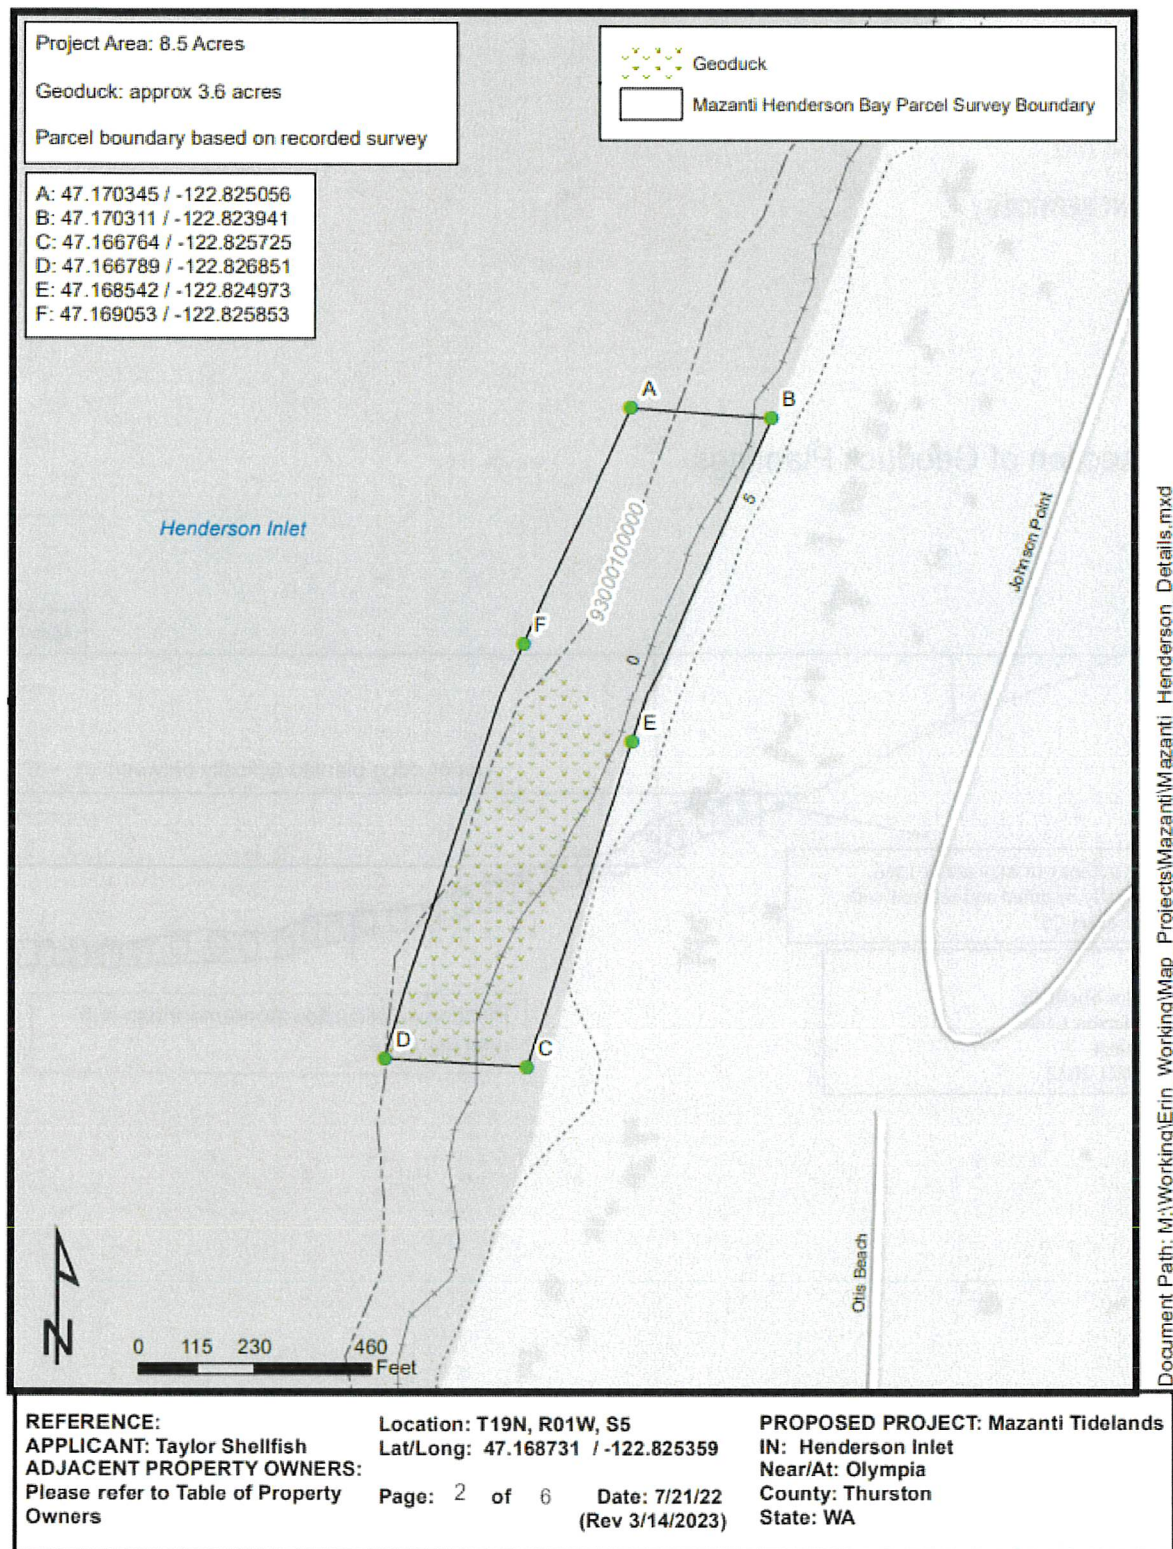 Project Area: 8.5 Acres
Geoduck: approx 3.6 acres
Parcel boundary based on recorded survey
Geoduck
Mazanti Henderson Bay Parcel Survey Boundary
A: 47.170345 / -122.825056
B: 47.170311 / -122.823941
C: 47.166764 / -122.825725
D: 47.166789 / -122.826851
E: 47.168542 / -122.824973
F: 47.169053 / -122.825853
A
B
5
Henderson Inlet
93000100000
Johnson Point
F
0
E
D
C
Otis Beach
N
0 115 230 460
Feet
Document Path: M:\Working\Erin_Working\Map_Projects\Mazanti\Mazanti_Henderson_Details.mxd
REFERENCE:
APPLICANT: Taylor Shellfish
ADJACENT PROPERTY OWNERS:
Please refer to Table of Property
Owners
Location: T19N, R01W, S5
Lat/Long: 47.168731 / -122.825359
Page: 2 of 6 Date: 7/21/22
(Rev 3/14/2023)
PROPOSED PROJECT: Mazanti Tidelands
IN: Henderson Inlet
Near/At: Olympia
County: Thurston
State: WA